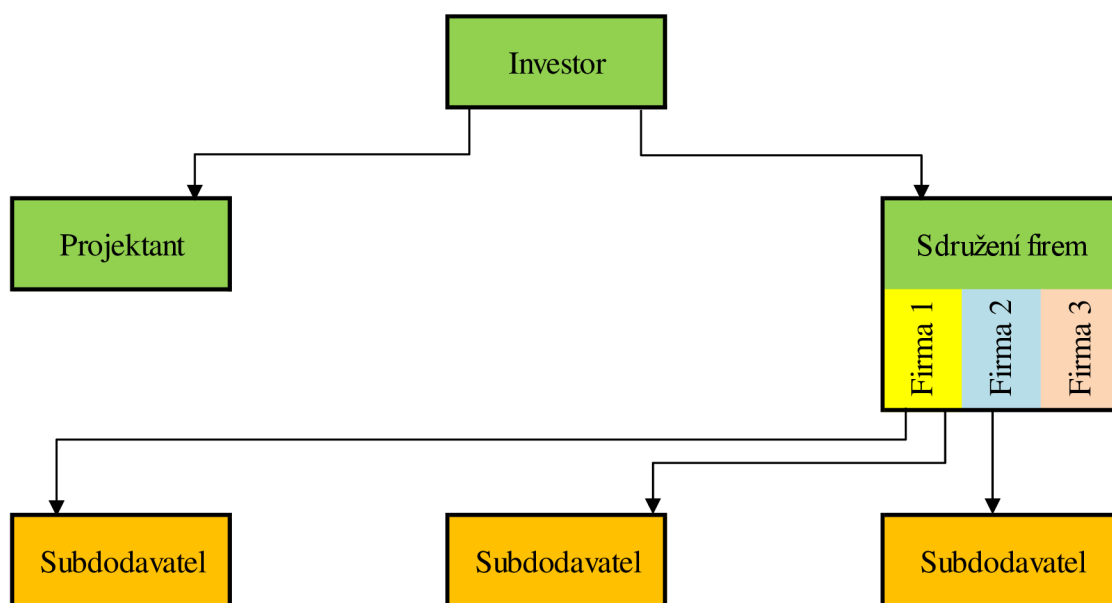 Investor
Projektant
Sdružení firem
Firma 1
Firma 2
Firma 3
Subdodavatel
Subdodavatel
Subdodavatel